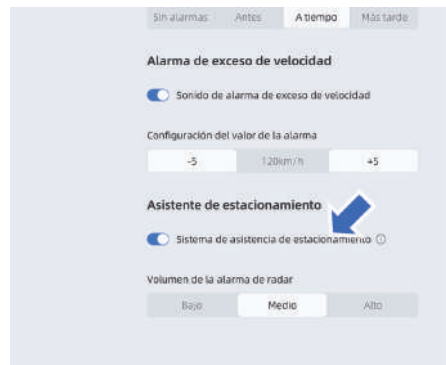 Sin alarmas Antes A tiempo Más tarde
Alarma de exceso de velocidad
Sonido de alarma de exceso de velocidad
Configuración del valor de la alarma
-5 120km/h +5
Asistente de estacionamiento
Sistema de asistencia de estacionamiento
Volumen de la alarma de radar
Bajo Medio Alto